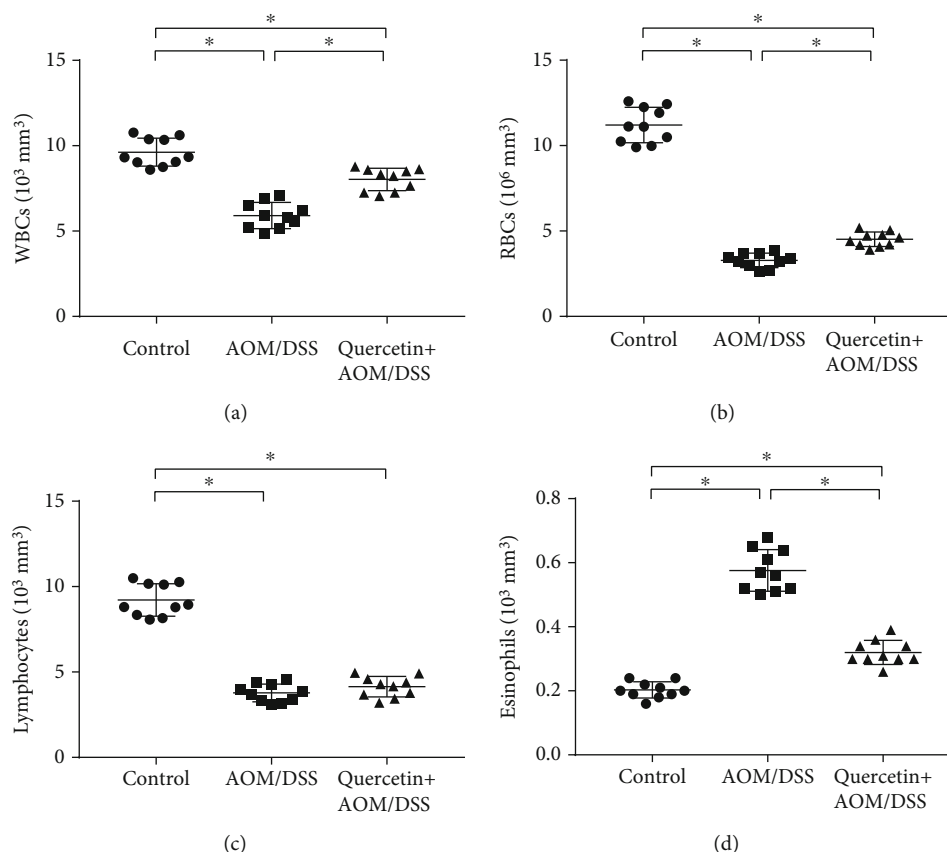 *
* *
WBCs (10³ mm³)
15
10
5
0
Control AOM/DSS Quercetin+
AOM/DSS
(a)
*
* *
RBCs (10⁶ mm³)
15
10
5
0
Control AOM/DSS Quercetin+
AOM/DSS
(b)
*
*
Lymphocytes (10³ mm³)
15
10
5
0
Control AOM/DSS Quercetin+
AOM/DSS
(c)
*
* *
Esinophils (10³ mm³)
0.8
0.6
0.4
0.2
0.0
Control AOM/DSS Quercetin+
AOM/DSS
(d)